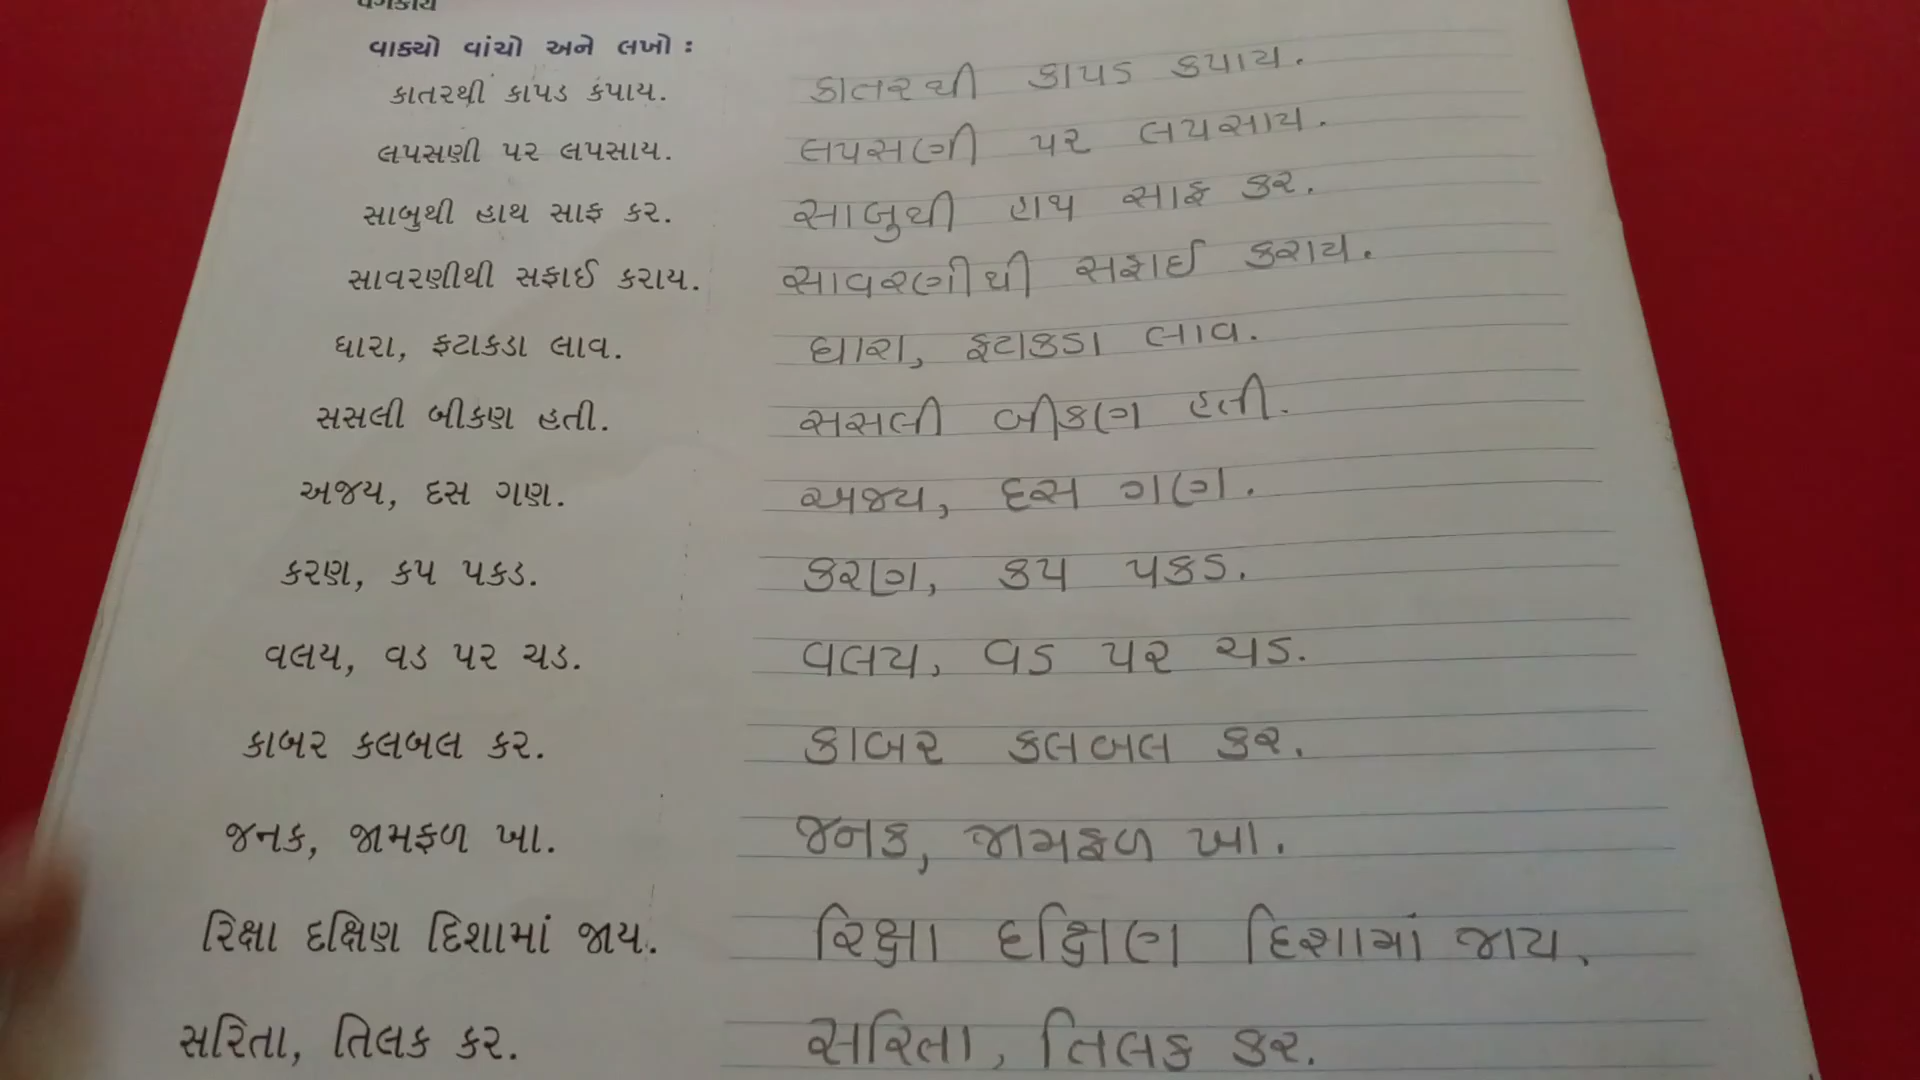 વાક્યો વાંચો અને લખો :
કાતરથી કાપડ કપાય. કાતરથી કાપડ કપાય.
લપસણી પર લપસાય. લપસણી પર લપસાય.
સાબુથી હાથ સાફ કર. સાબુથી હાથ સાફ કર.
સાવરણીથી સફાઈ કરાય. સાવરણીથી સફાઈ કરાય.
ધારા, ફટાકડા લાવ. ધારા, ફટાકડા લાવ.
સસલી બીકણ હતી. સસલી બીકણ હતી.
અજય, દસ ગણ. અજય, દસ ગણ.
કરણ, કપ પકડ. કરણ, કપ પકડ.
વલય, વડ પર ચડ. વલય, વડ પર ચડ.
કાબર કલબલ કર. કાબર કલબલ કર.
જનક, જામફળ ખા. જનક, જામફળ ખા.
રિક્ષા દક્ષિણ દિશામાં જાય. રિક્ષા દક્ષિણ દિશામાં જાય.
સરિતા, તિલક કર. સરિતા, તિલક કર.